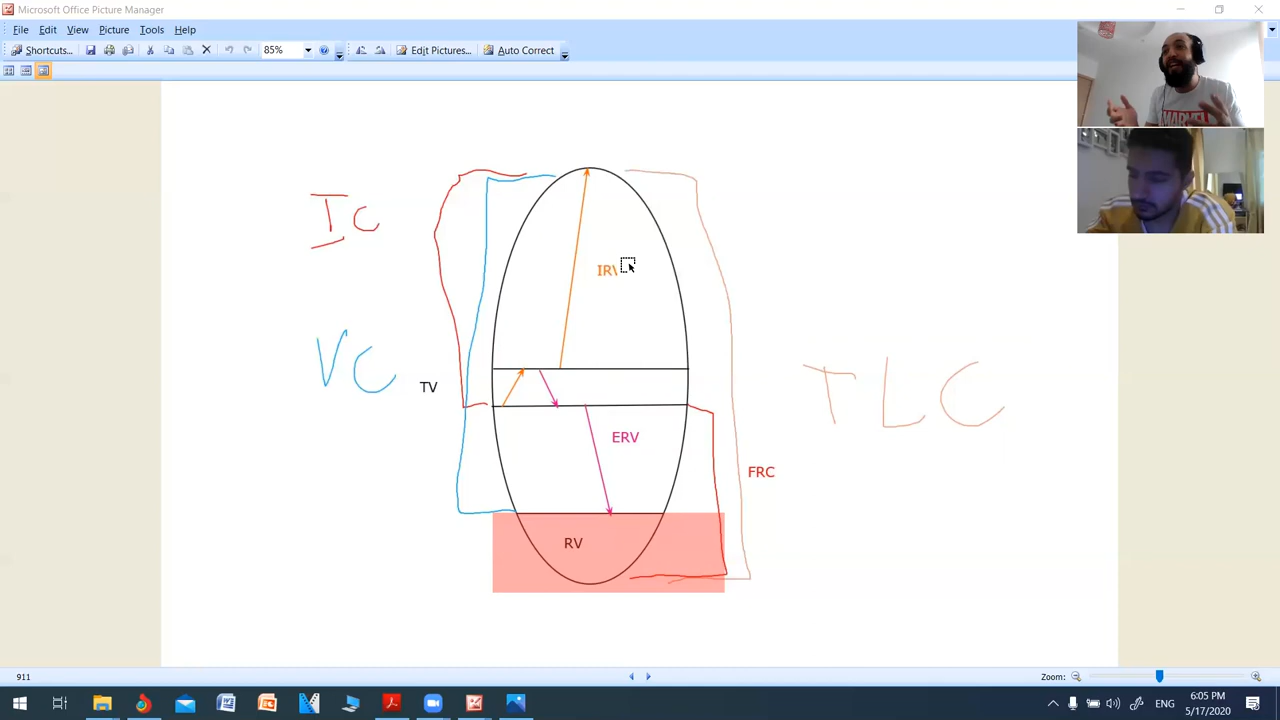 Microsoft Office Picture Manager
File Edit View Picture Tools Help
Shortcuts... 85% Edit Pictures... Auto Correct
MARVEL
IC
IRV
VC
TV
TLC
ERV
FRC
RV
911
Zoom:
ENG
6:05 PM
5/17/2020